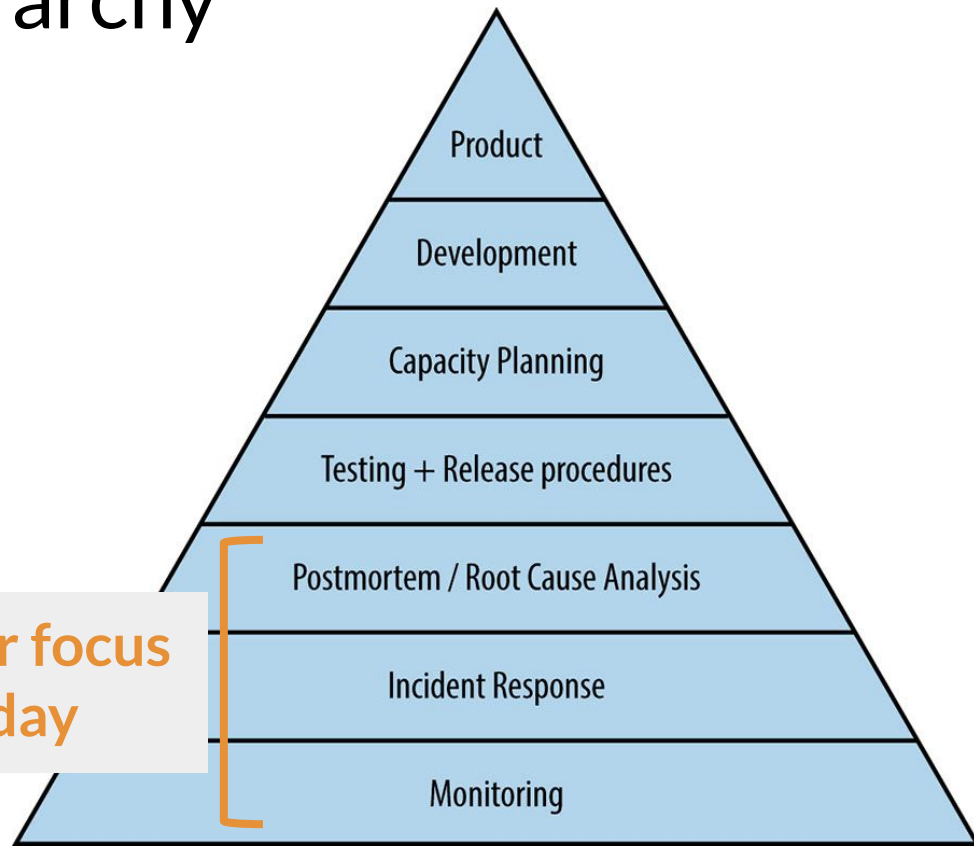 archy
Product
Development
Capacity Planning
Testing + Release procedures
Postmortem / Root Cause Analysis
r focus
day
Incident Response
Monitoring